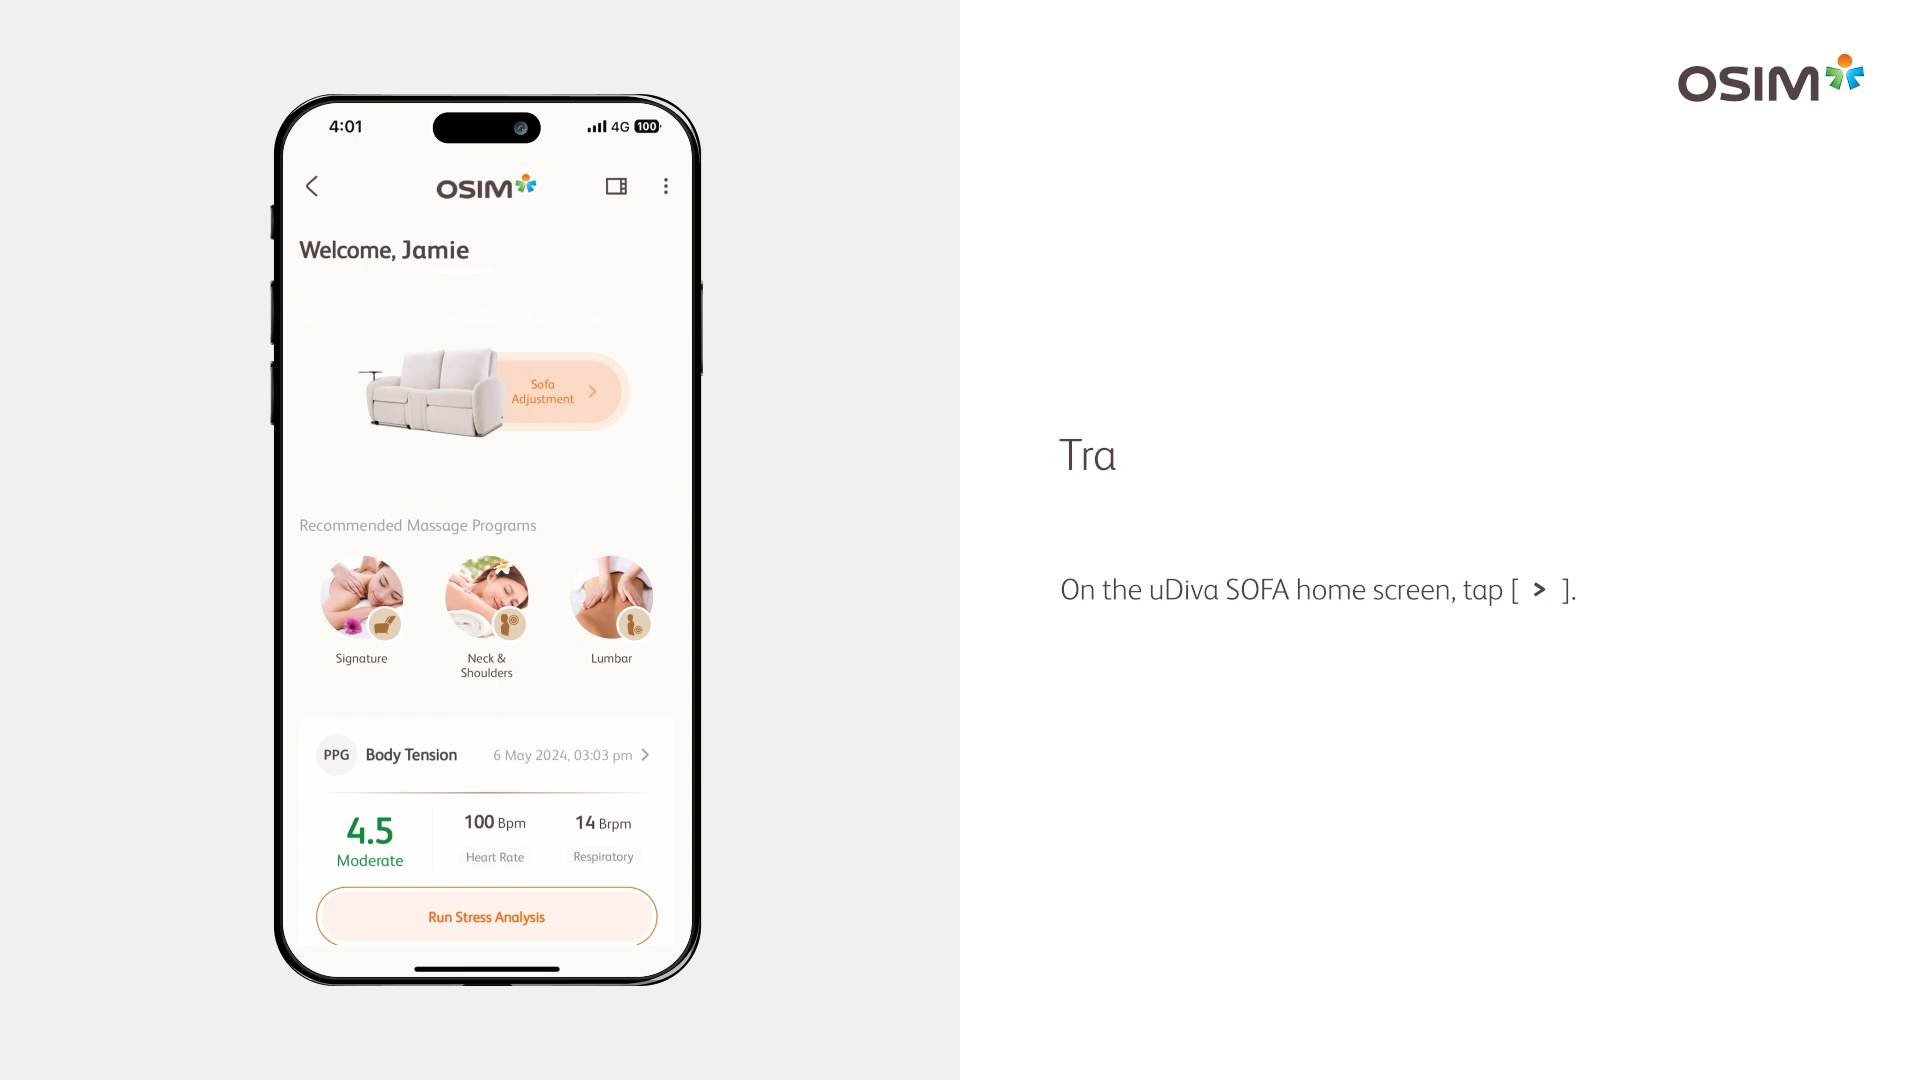 4:01
4G 100
OSIM
Welcome, Jamie
Sofa
Adjustment
Recommended Massage Programs
Signature
Neck &
Shoulders
Lumbar
PPG Body Tension 6 May 2024, 03:03 pm
4.5
Moderate
100 Bpm
Heart Rate
14 Brpm
Respiratory
Run Stress Analysis
OSIM
Tra
On the uDiva SOFA home screen, tap [ > ].